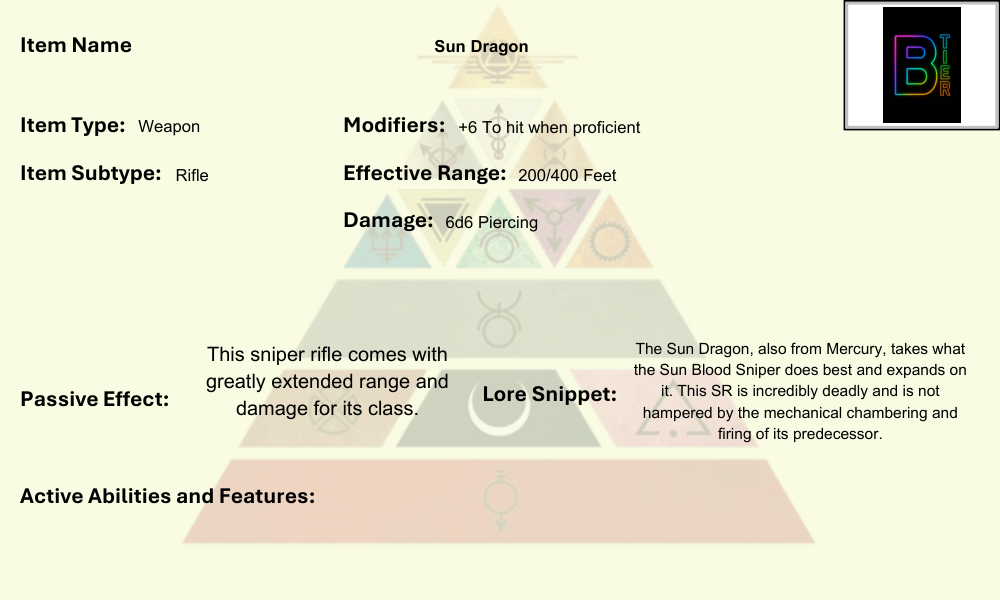 Item Name
Sun Dragon
B TIER
Item Type: Weapon
Modifiers: +6 To hit when proficient
Item Subtype: Rifle
Effective Range: 200/400 Feet
Damage: 6d6 Piercing
Passive Effect:
This sniper rifle comes with
greatly extended range and
damage for its class.
Lore Snippet:
The Sun Dragon, also from Mercury, takes what
the Sun Blood Sniper does best and expands on
it. This SR is incredibly deadly and is not
hampered by the mechanical chambering and
firing of its predecessor.
Active Abilities and Features: